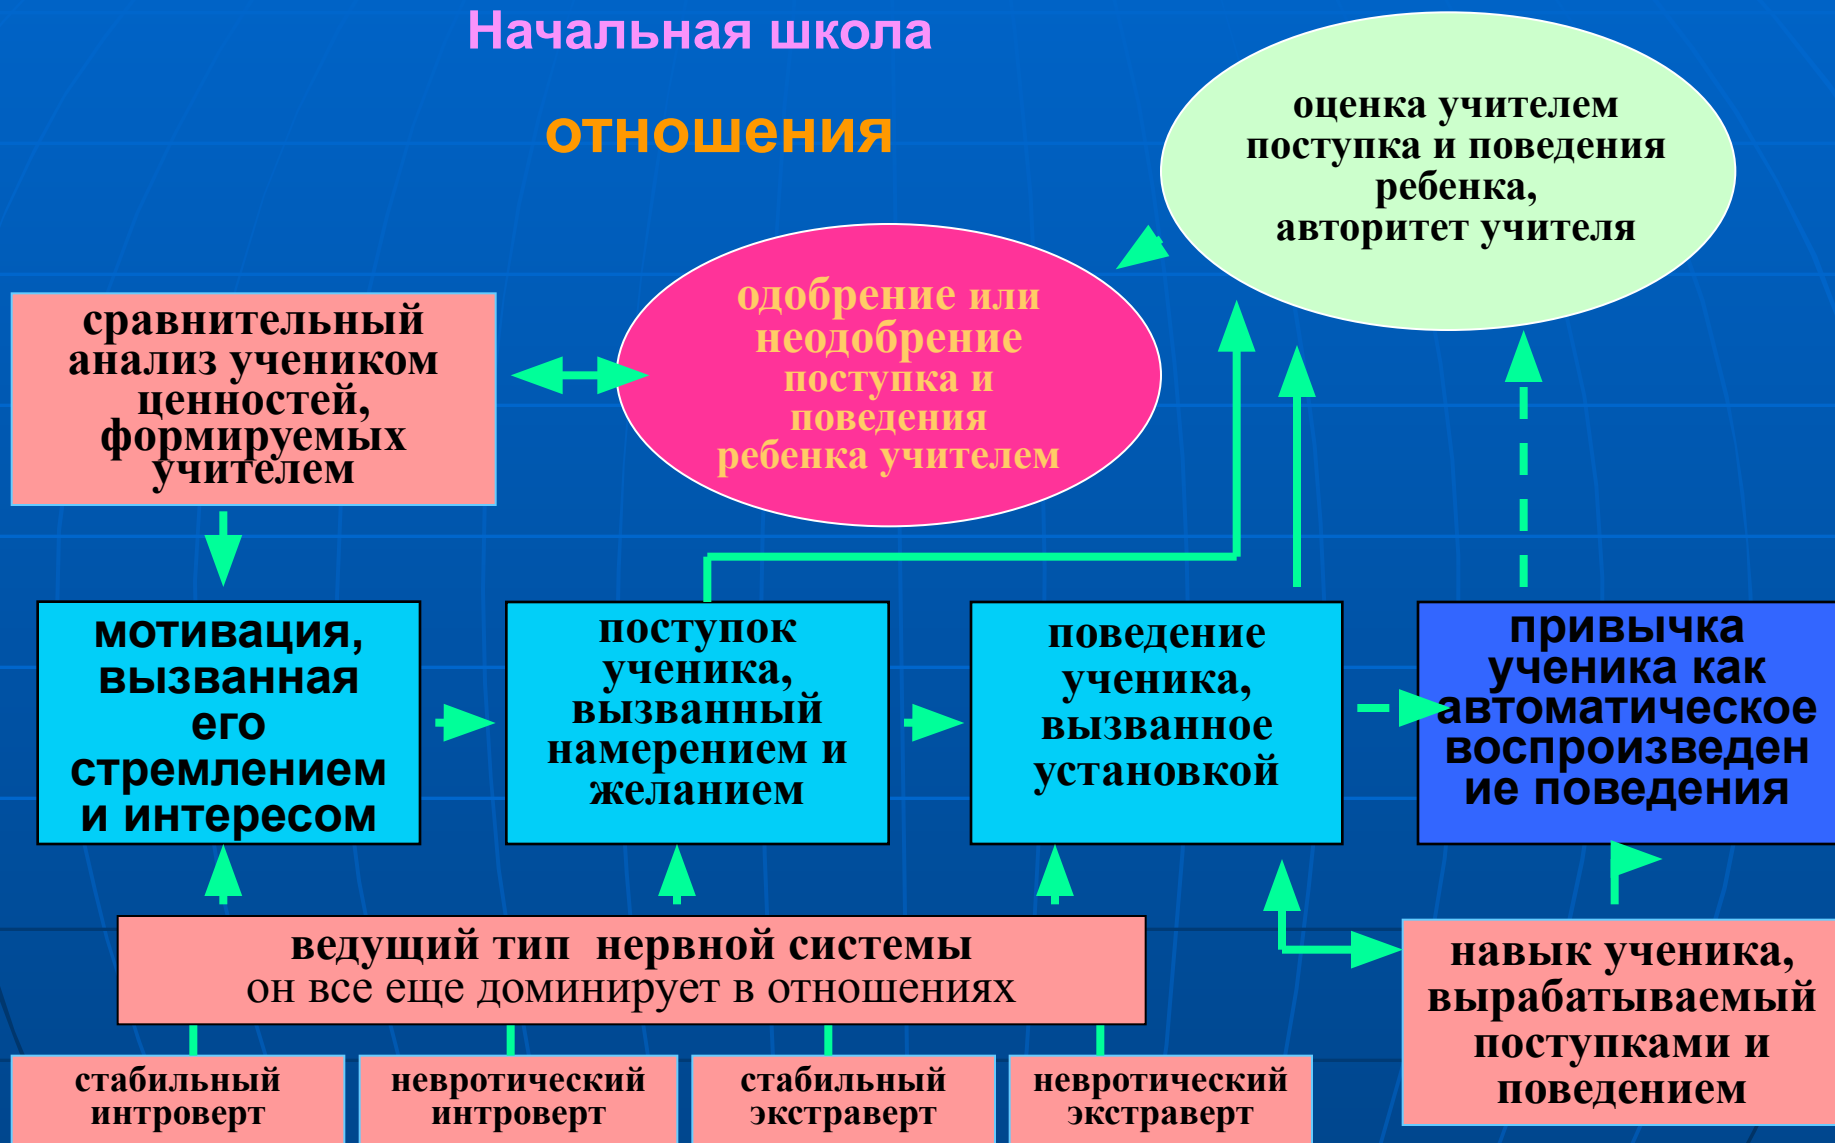 Начальная школа
отношения
оценка учителем
поступка и поведения
ребенка,
авторитет учителя
одобрение или
неодобрение
поступка и
поведения
ребенка учителем
сравнительный
анализ учеником
ценностей,
формируемых
учителем
мотивация,
вызванная
его
стремлением
и интересом
поступок
ученика,
вызванный
намерением и
желанием
поведение
ученика,
вызванное
установкой
привычка
ученика как
автоматическое
воспроизведен
ие поведения
ведущий тип нервной системы
он все еще доминирует в отношениях
навык ученика,
вырабатываемый
поступками и
поведением
стабильный
интроверт
невротический
интроверт
стабильный
экстраверт
невротический
экстраверт